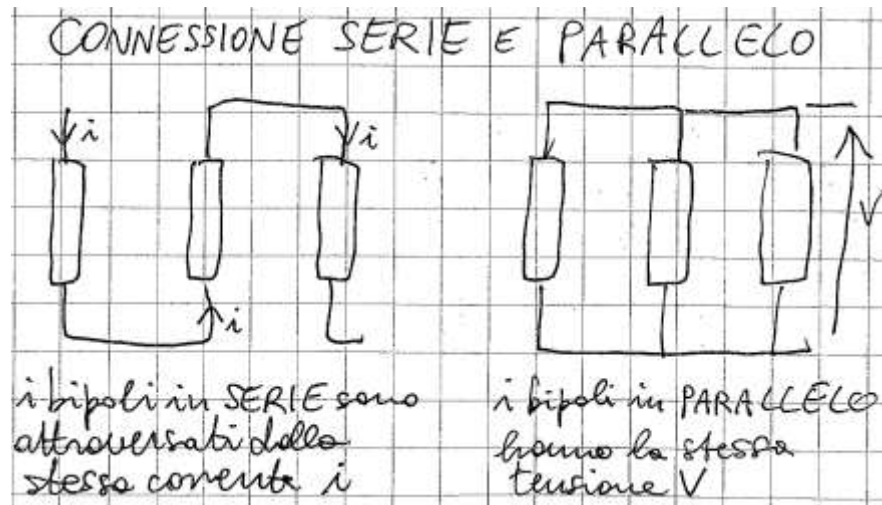 CONNESSIONE SERIE E PARALLELO
i
i
i
V
i bipoli in SERIE sono
attraversati dalla
stessa corrente i
i bipoli in PARALLELO
hanno la stessa
tensione V